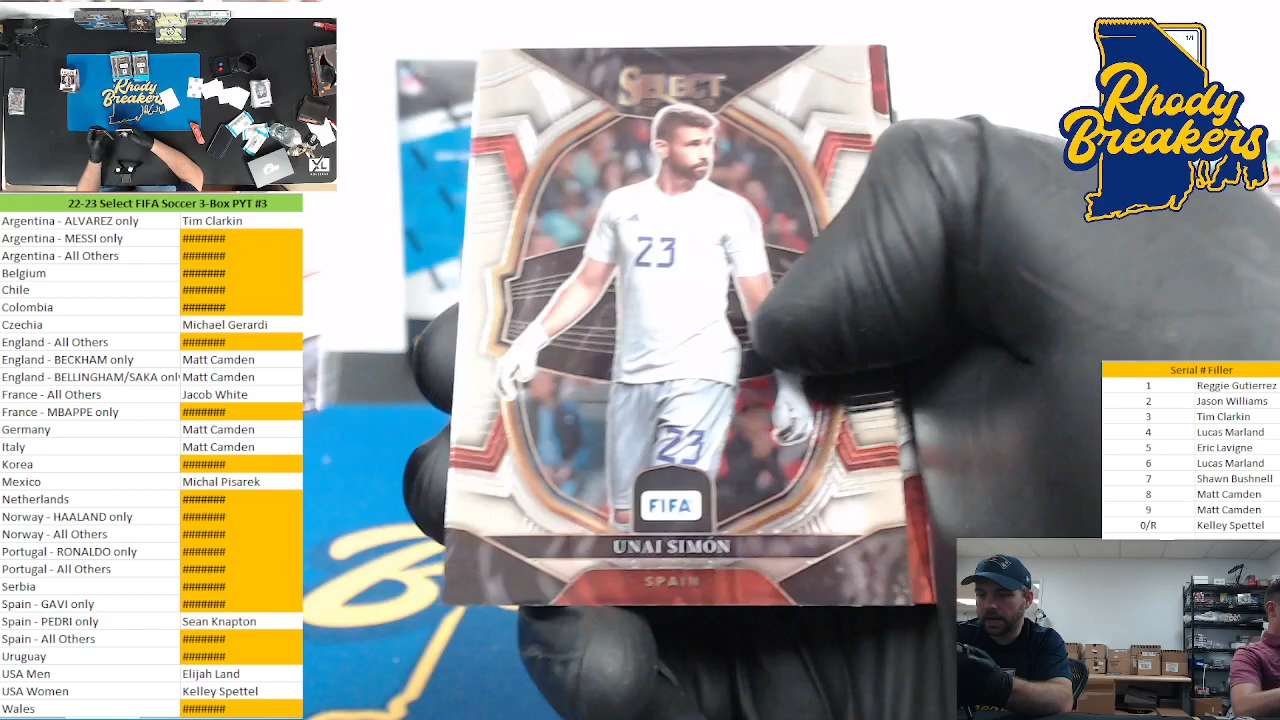 Rhody
Breakers
XL
22-23 Select FIFA Soccer 3-Box PYT #3
Argentina - ALVAREZ only Tim Clarkin
Argentina - MESSI only #######
Argentina - All Others #######
Belgium #######
Chile #######
Colombia #######
Czechia Michael Gerardi
England - All Others #######
England - BECKHAM only Matt Camden
England - BELLINGHAM/SAKA only Matt Camden
France - All Others Jacob White
France - MBAPPE only #######
Germany Matt Camden
Italy Matt Camden
Korea #######
Mexico Michal Pisarek
Netherlands #######
Norway - HAALAND only #######
Norway - All Others #######
Portugal - RONALDO only #######
Portugal - All Others #######
Serbia #######
Spain - GAVI only #######
Spain - PEDRI only Sean Knapton
Spain - All Others #######
Uruguay #######
USA Men Elijah Land
USA Women Kelley Spettel
Wales #######
SELECT
23
23
FIFA
UNAI SIMÓN
SPAIN
1/1
Rhody
Breakers
Serial # Filler
1 Reggie Gutierrez
2 Jason Williams
3 Tim Clarkin
4 Lucas Marland
5 Eric Lavigne
6 Lucas Marland
7 Shawn Bushnell
8 Matt Camden
9 Matt Camden
0/R Kelley Spettel